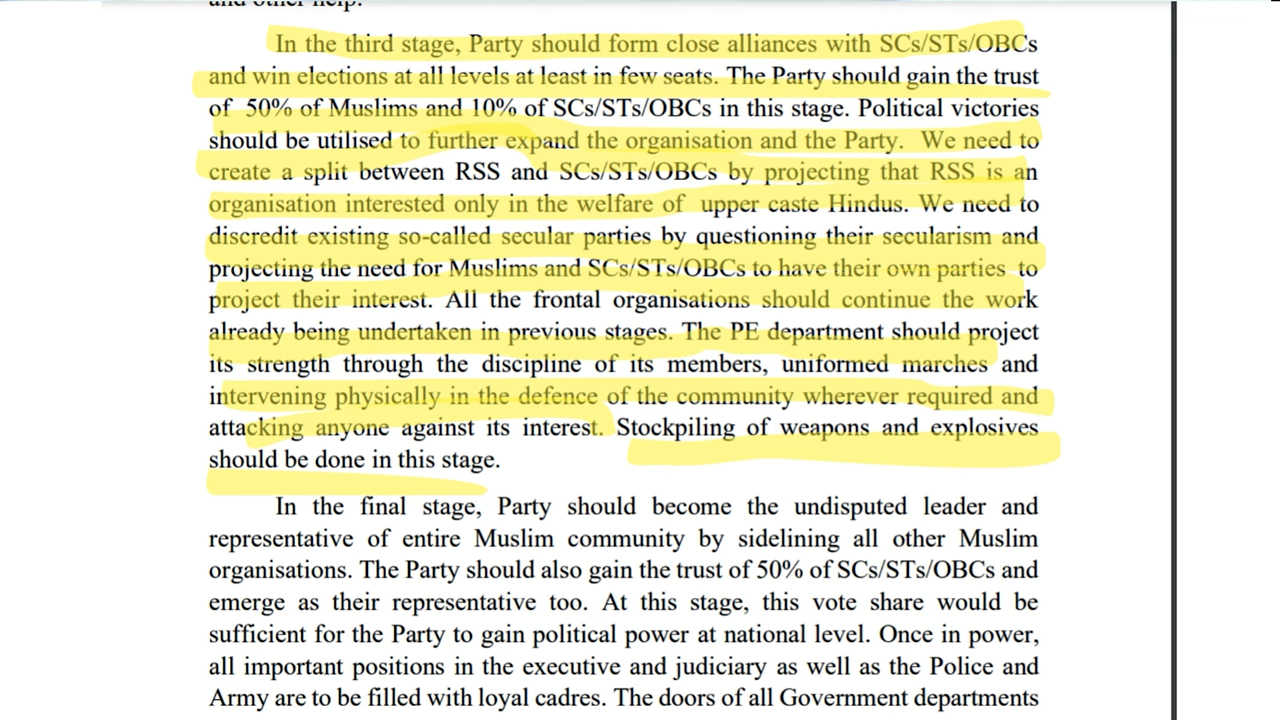 and other help.
In the third stage, Party should form close alliances with SCs/STs/OBCs
and win elections at all levels at least in few seats. The Party should gain the trust
of 50% of Muslims and 10% of SCs/STs/OBCs in this stage. Political victories
should be utilised to further expand the organisation and the Party. We need to
create a split between RSS and SCs/STs/OBCs by projecting that RSS is an
organisation interested only in the welfare of upper caste Hindus. We need to
discredit existing so-called secular parties by questioning their secularism and
projecting the need for Muslims and SCs/STs/OBCs to have their own parties to
project their interest. All the frontal organisations should continue the work
already being undertaken in previous stages. The PE department should project
its strength through the discipline of its members, uniformed marches and
intervening physically in the defence of the community wherever required and
attacking anyone against its interest. Stockpiling of weapons and explosives
should be done in this stage.
In the final stage, Party should become the undisputed leader and
representative of entire Muslim community by sidelining all other Muslim
organisations. The Party should also gain the trust of 50% of SCs/STs/OBCs and
emerge as their representative too. At this stage, this vote share would be
sufficient for the Party to gain political power at national level. Once in power,
all important positions in the executive and judiciary as well as the Police and
Army are to be filled with loyal cadres. The doors of all Government departments